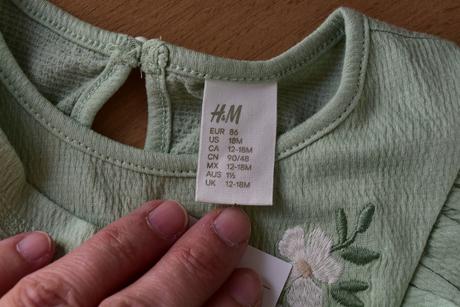 H&M
EUR 86
US 18M
CA 12-18M
CN 90/48
MX 12-18M
AUS 1½
UK 12-18M